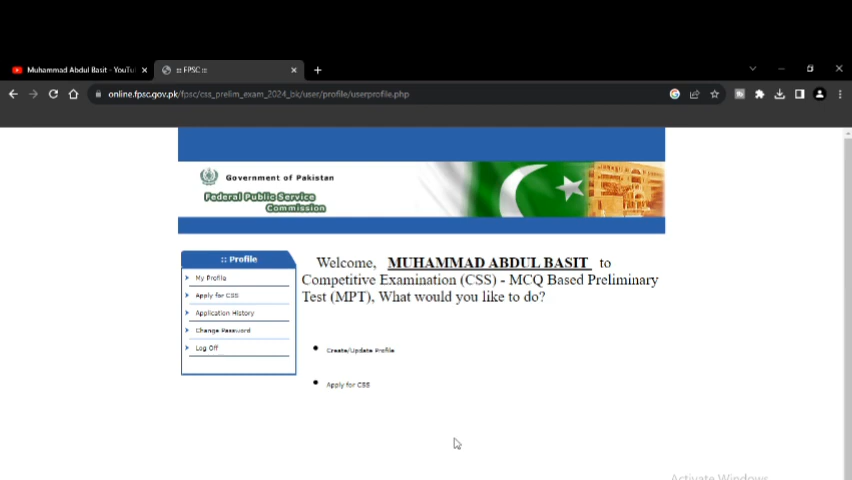 Muhammad Abdul Basit - YouTu
::: FPSC :::
online.fpsc.gov.pk/fpsc/css_prelim_exam_2024_bk/user/profile/userprofile.php
Government of Pakistan
Federal Public Service
Commission
:: Profile
My Profile
Apply for CSS
Application History
Change Password
Log Off
Welcome, MUHAMMAD ABDUL BASIT to
Competitive Examination (CSS) - MCQ Based Preliminary
Test (MPT), What would you like to do?
Create/Update Profile
Apply for CSS
Activate Windows